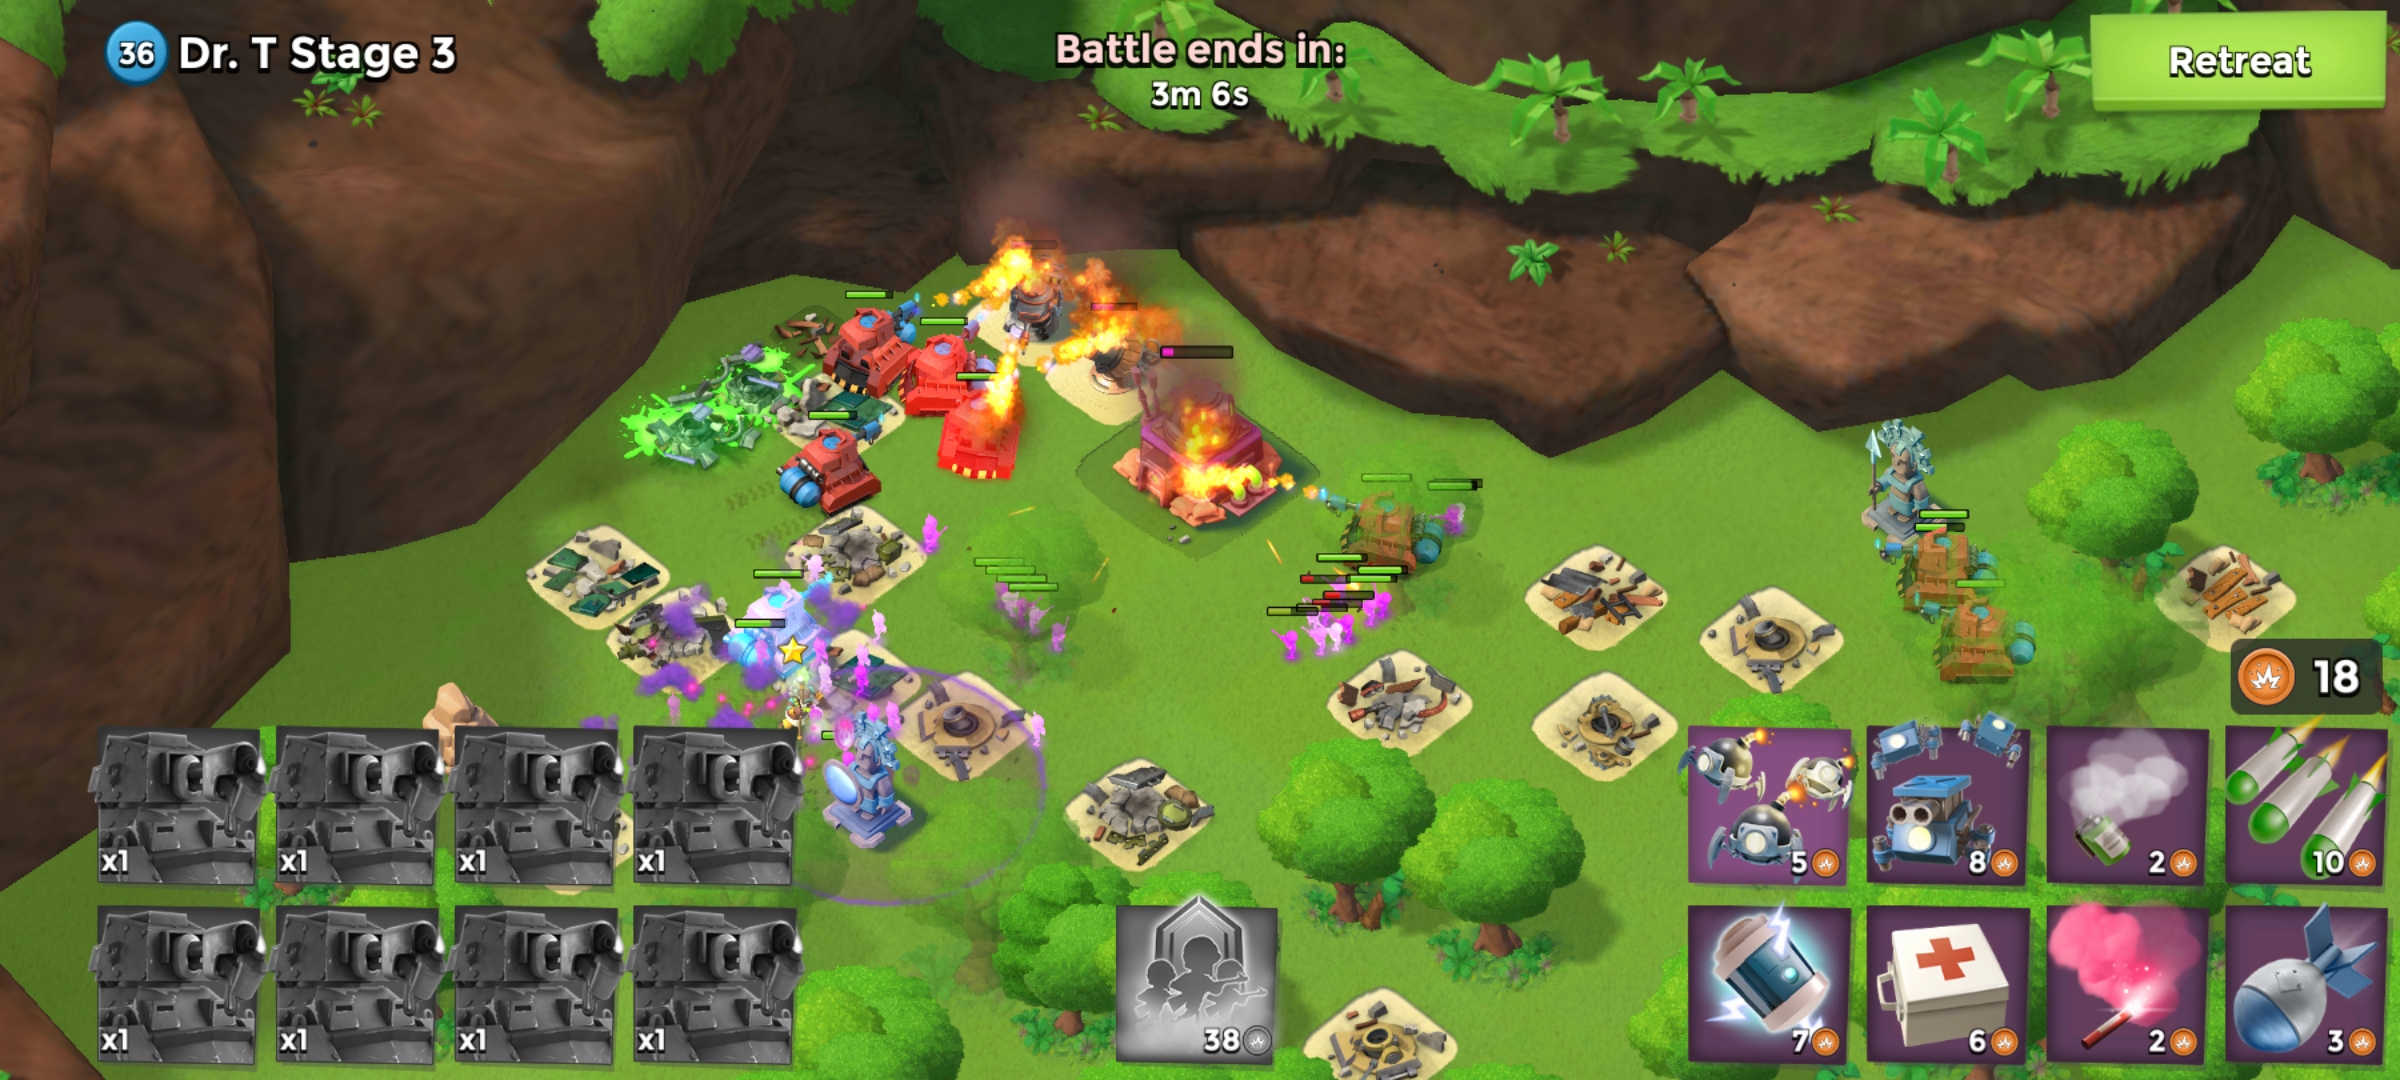 36 Dr. T Stage 3
Battle ends in:
3m 6s
Retreat
18
x1 x1 x1 x1
5 8 2 10
x1 x1 x1 x1
38
7 6 2 3